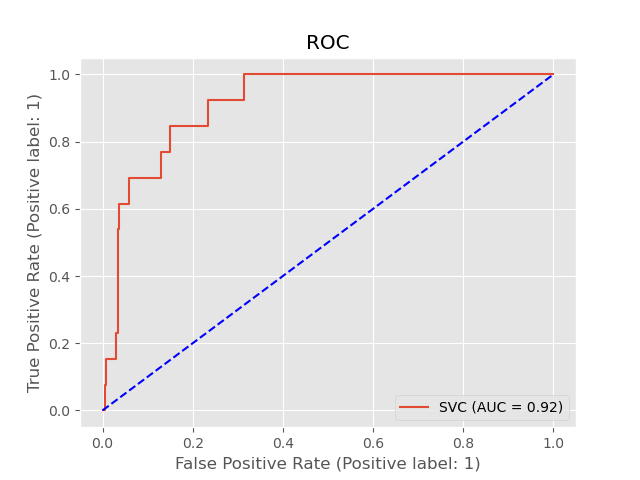 ROC
True Positive Rate (Positive label: 1)
1.0
0.8
0.6
0.4
0.2
0.0
SVC (AUC = 0.92)
0.0 0.2 0.4 0.6 0.8 1.0
False Positive Rate (Positive label: 1)